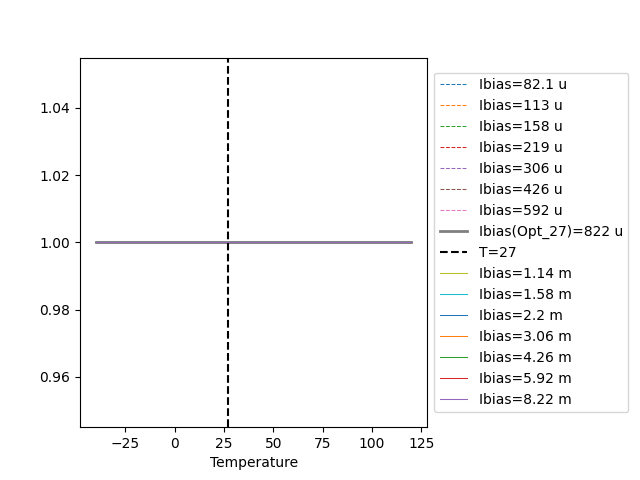 1.04
1.02
1.00
0.98
0.96
−25
0
25
50
75
100
125
Temperature
Ibias=82.1 u
Ibias=113 u
Ibias=158 u
Ibias=219 u
Ibias=306 u
Ibias=426 u
Ibias=592 u
Ibias(Opt_27)=822 u
T=27
Ibias=1.14 m
Ibias=1.58 m
Ibias=2.2 m
Ibias=3.06 m
Ibias=4.26 m
Ibias=5.92 m
Ibias=8.22 m